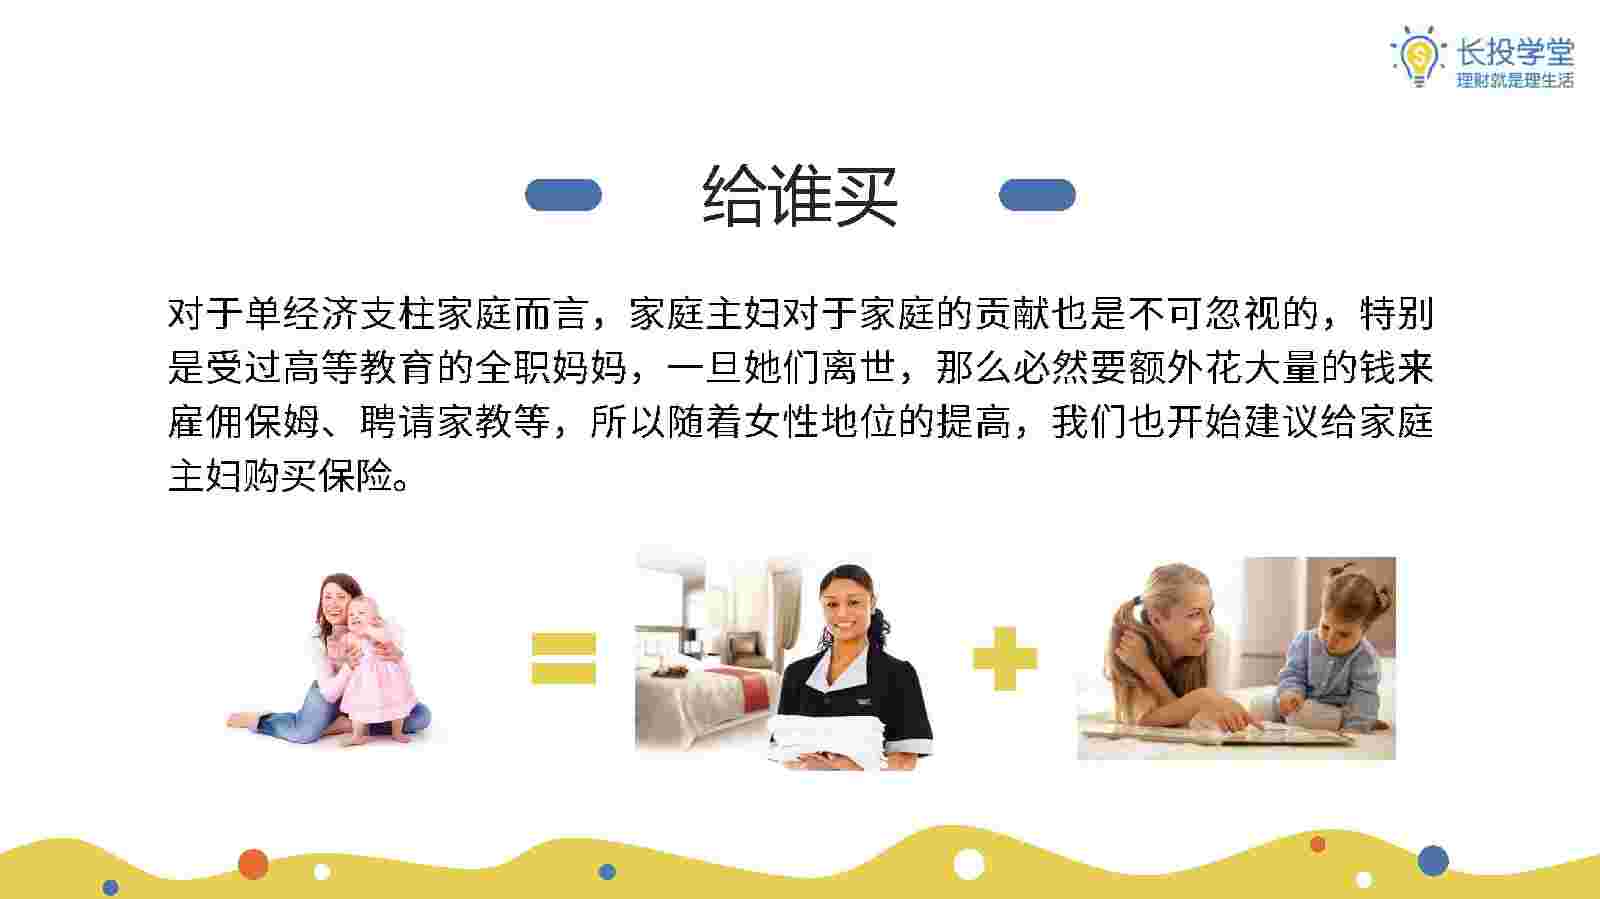 长投学堂
理财就是理生活
给谁买
对于单经济支柱家庭而言，家庭主妇对于家庭的贡献也是不可忽视的，特别
是受过高等教育的全职妈妈，一旦她们离世，那么必然要额外花大量的钱来
雇佣保姆、聘请家教等，所以随着女性地位的提高，我们也开始建议给家庭
主妇购买保险。